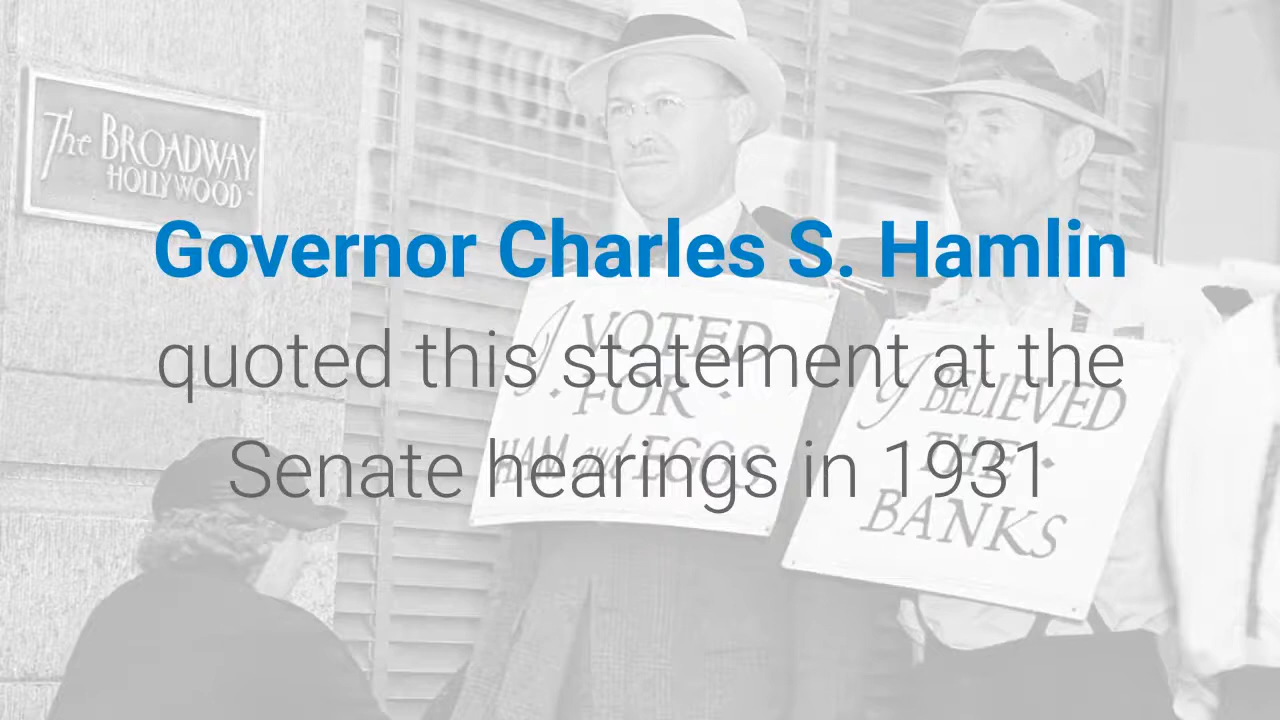 The BROADWAY
HOLLYWOOD
Governor Charles S. Hamlin
quoted this statement at the
Senate hearings in 1931
I VOTED
• FOR •
HAM and EGGS
I BELIEVED
THE •
BANKS